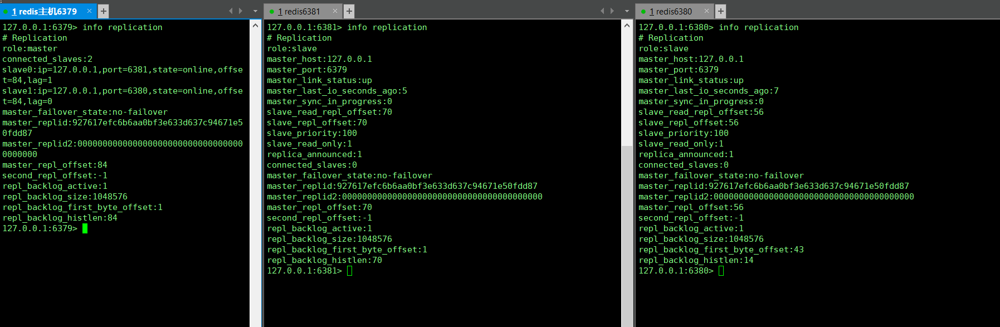 1 redis主机6379
127.0.0.1:6379> info replication
# Replication
role:master
connected_slaves:2
slave0:ip=127.0.0.1,port=6381,state=online,offse
t=84,lag=1
slave1:ip=127.0.0.1,port=6380,state=online,offse
t=84,lag=0
master_failover_state:no-failover
master_replid:927617efc6b6aa0bf3e633d637c94671e5
0fdd87
master_replid2:000000000000000000000000000000000
0000000
master_repl_offset:84
second_repl_offset:-1
repl_backlog_active:1
repl_backlog_size:1048576
repl_backlog_first_byte_offset:1
repl_backlog_histlen:84
127.0.0.1:6379>
1 redis6381
127.0.0.1:6381> info replication
# Replication
role:slave
master_host:127.0.0.1
master_port:6379
master_link_status:up
master_last_io_seconds_ago:5
master_sync_in_progress:0
slave_read_repl_offset:70
slave_repl_offset:70
slave_priority:100
slave_read_only:1
replica_announced:1
connected_slaves:0
master_failover_state:no-failover
master_replid:927617efc6b6aa0bf3e633d637c94671e50fdd87
master_replid2:0000000000000000000000000000000000000000
master_repl_offset:70
second_repl_offset:-1
repl_backlog_active:1
repl_backlog_size:1048576
repl_backlog_first_byte_offset:1
repl_backlog_histlen:70
127.0.0.1:6381>
1 redis6380
127.0.0.1:6380> info replication
# Replication
role:slave
master_host:127.0.0.1
master_port:6379
master_link_status:up
master_last_io_seconds_ago:7
master_sync_in_progress:0
slave_read_repl_offset:56
slave_repl_offset:56
slave_priority:100
slave_read_only:1
replica_announced:1
connected_slaves:0
master_failover_state:no-failover
master_replid:927617efc6b6aa0bf3e633d637c94671e50fdd87
master_replid2:0000000000000000000000000000000000000000
master_repl_offset:56
second_repl_offset:-1
repl_backlog_active:1
repl_backlog_size:1048576
repl_backlog_first_byte_offset:43
repl_backlog_histlen:14
127.0.0.1:6380>